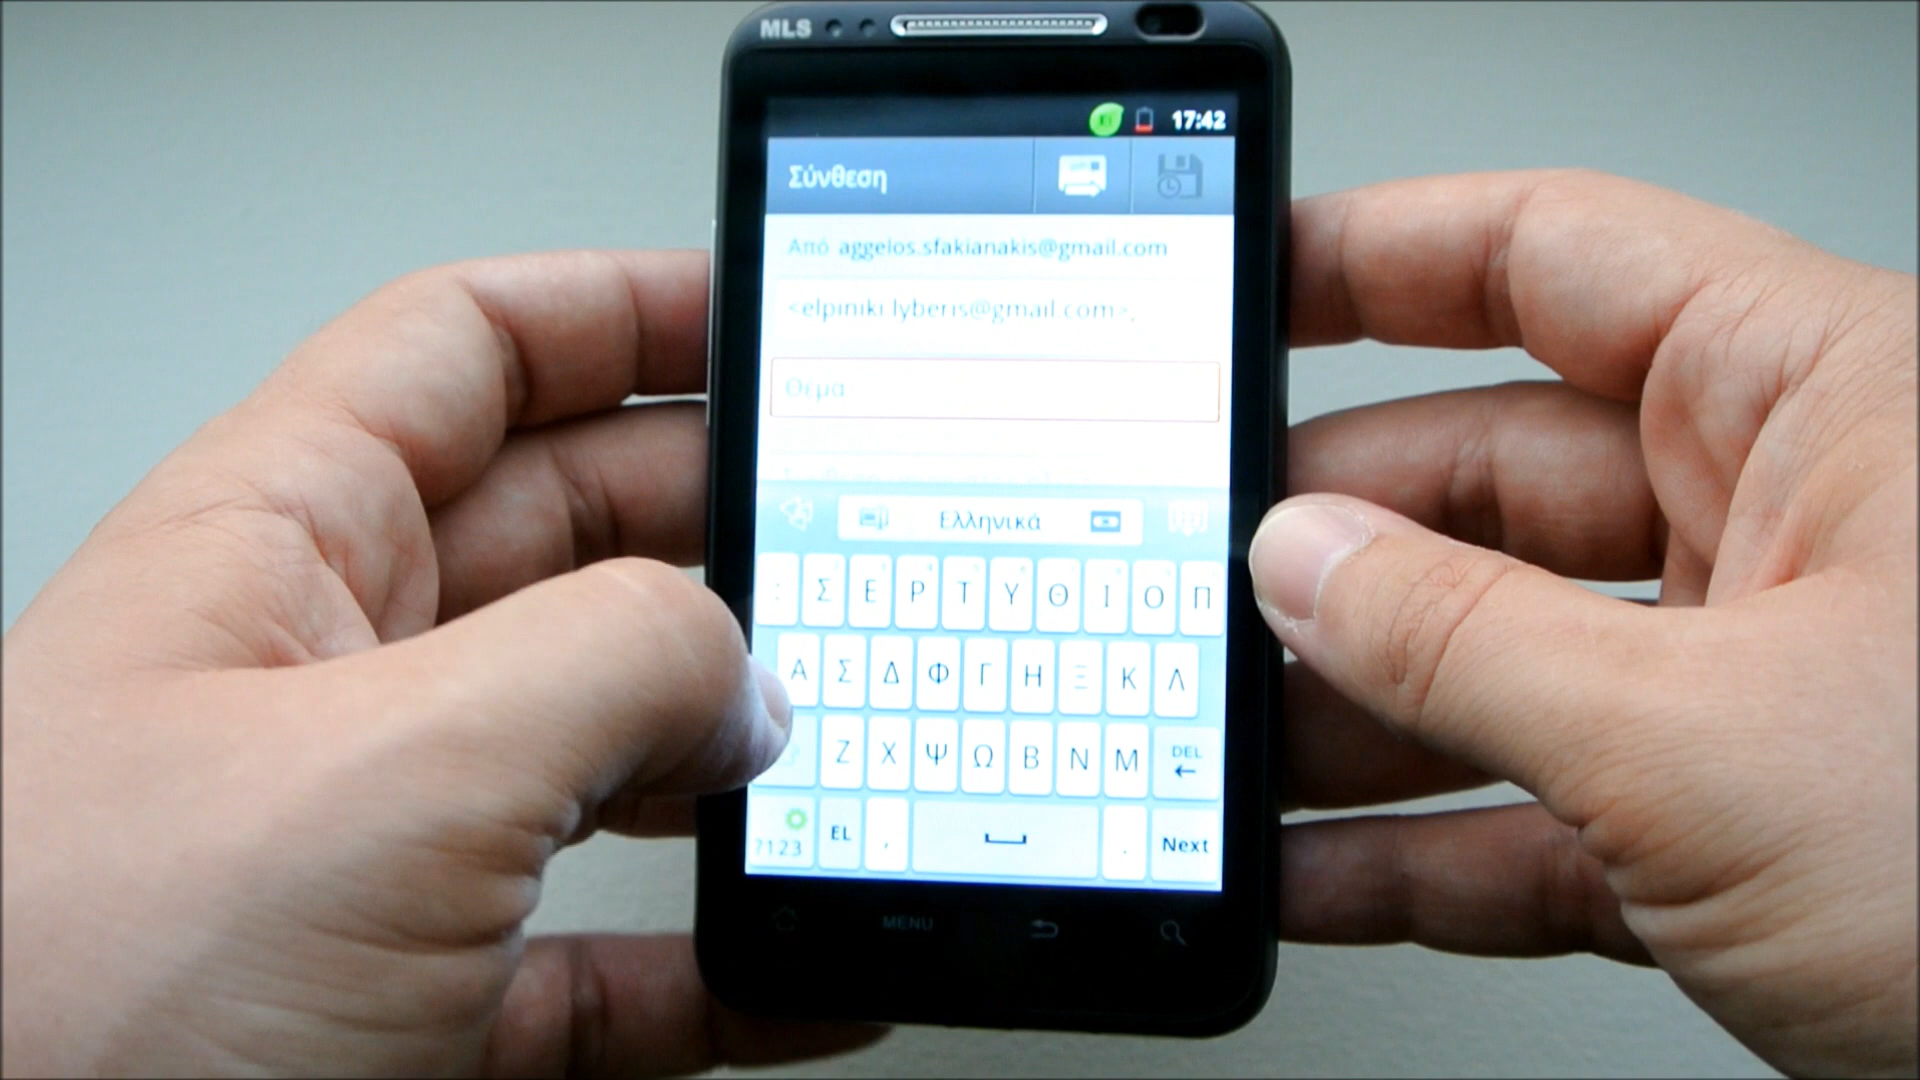 MLS
17:42
Σύνθεση
Από aggelos.sfakianakis@gmail.com
<elpiniki.lyberis@gmail.com>,
Θέμα
Ελληνικά
: Σ Ε Ρ Τ Υ Θ Ι Ο Π
Α Σ Δ Φ Γ Η Ξ Κ Λ
Ζ Χ Ψ Ω Β Ν Μ DEL
?123 EL , . Next
MENU